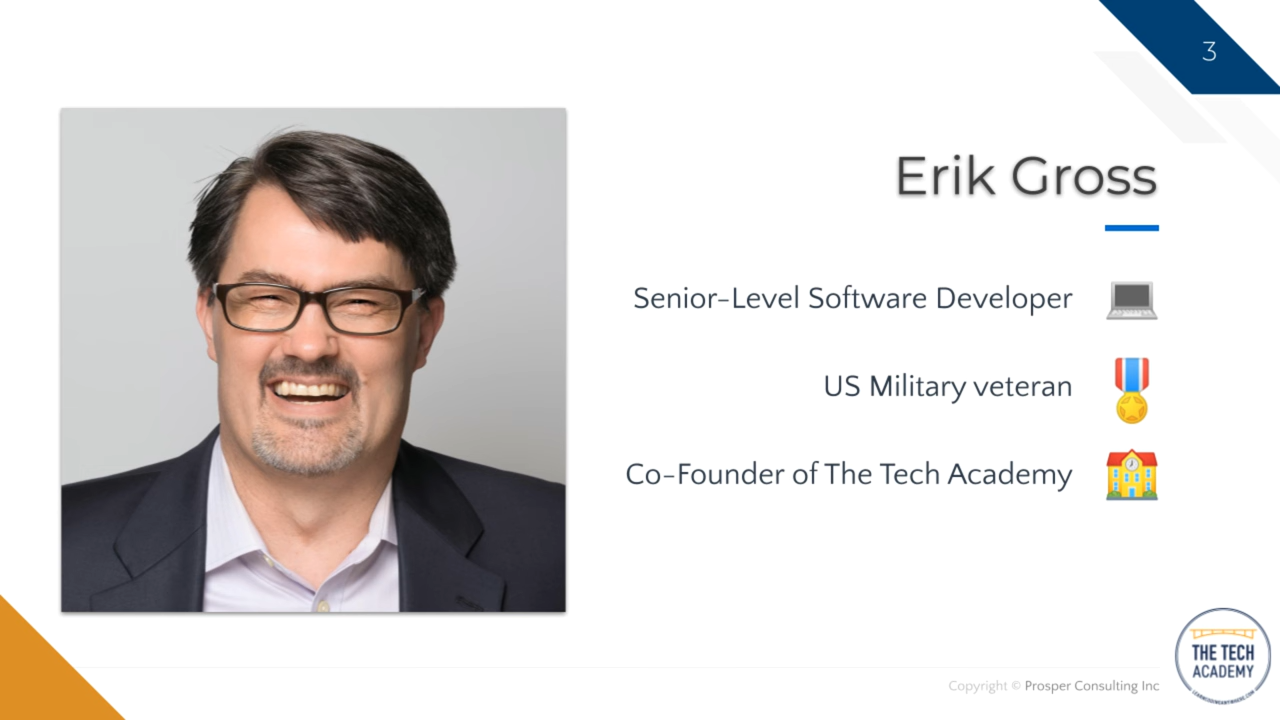 3
Erik Gross
Senior-Level Software Developer
US Military veteran
Co-Founder of The Tech Academy
THE TECH
ACADEMY
Copyright © Prosper Consulting Inc